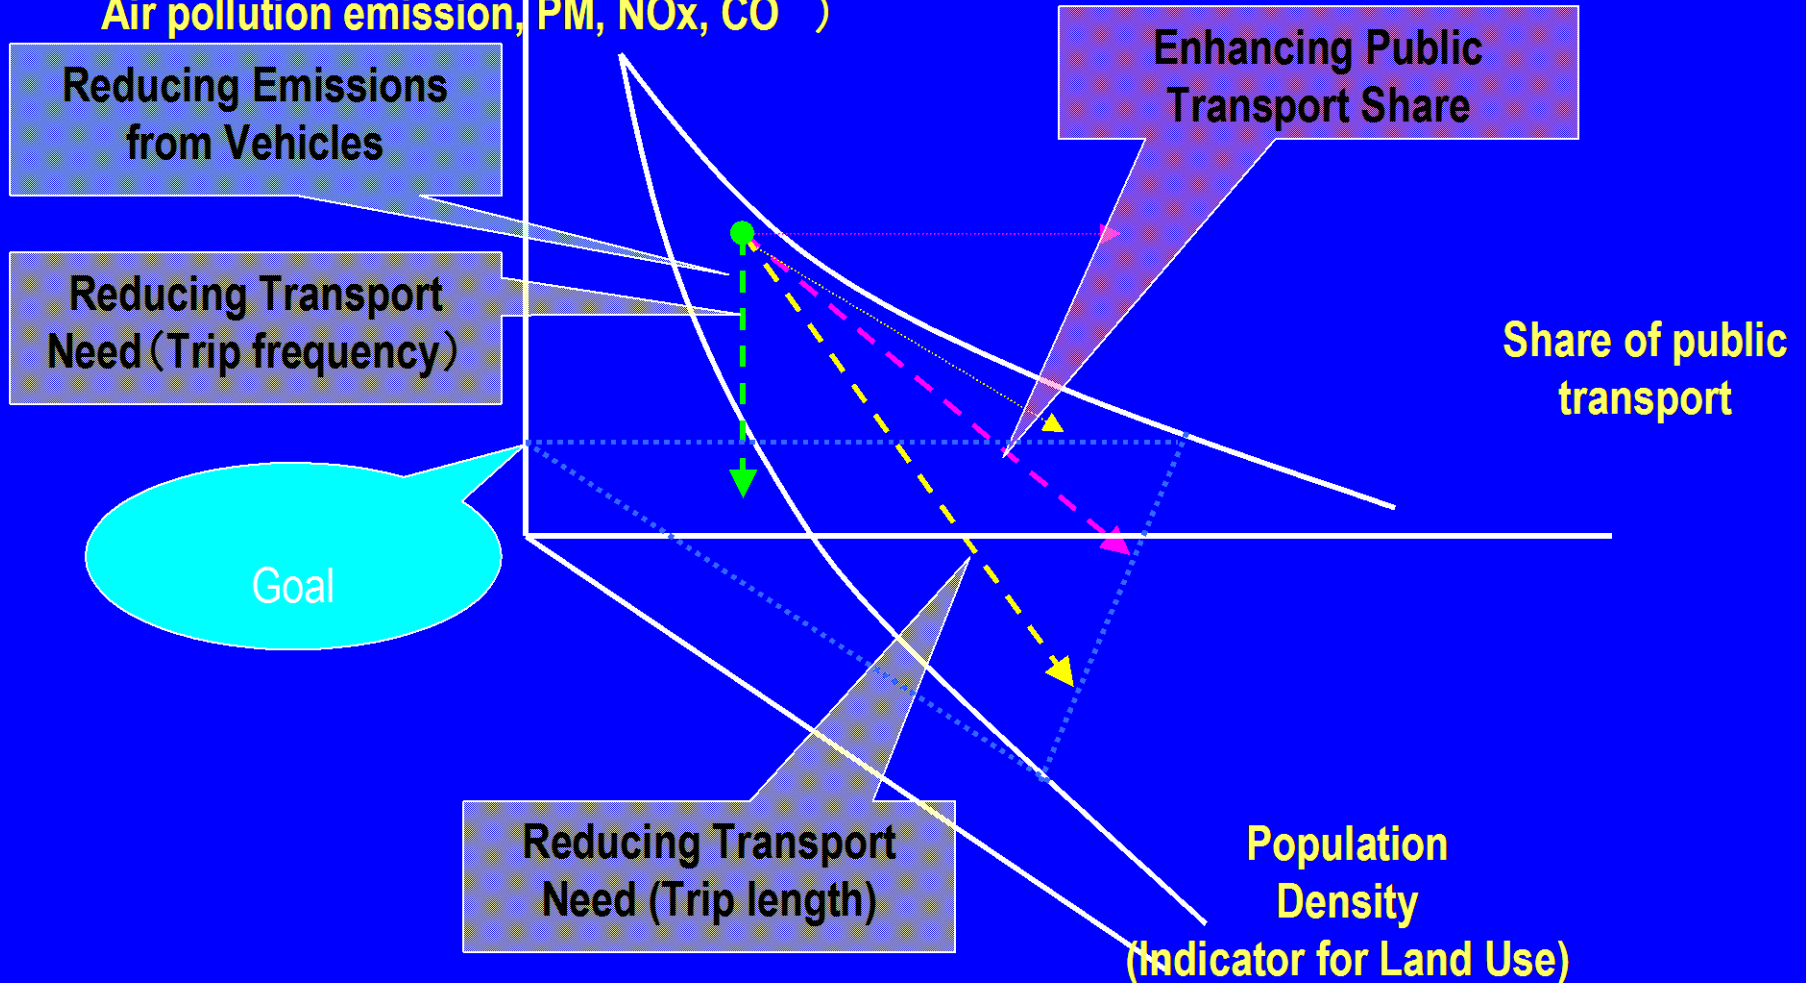 Air pollution emission, PM, NOx, CO  ）
Reducing Emissions
from Vehicles
Enhancing Public
Transport Share
Reducing Transport
Need（Trip frequency）
Share of public
transport
Goal
Reducing Transport
Need (Trip length)
Population
Density
(Indicator for Land Use)